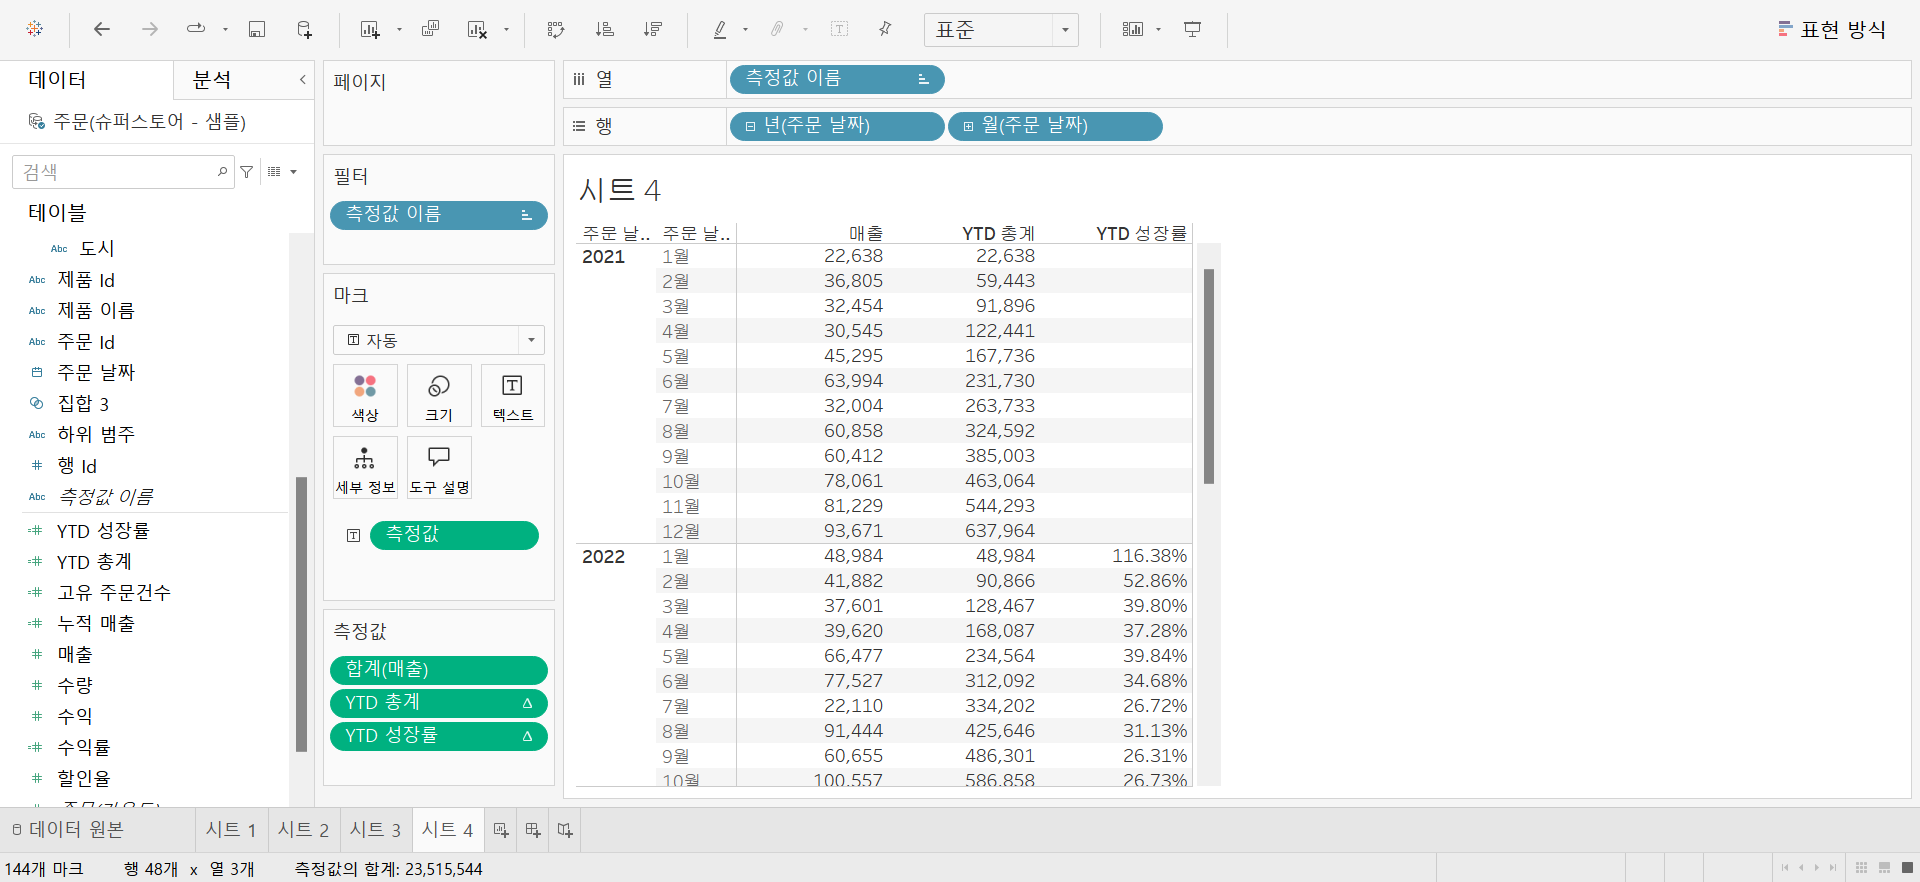 표준
표현 방식
데이터
분석
주문(슈퍼스토어 - 샘플)
검색
테이블
Abc 도시
Abc 제품 Id
Abc 제품 이름
Abc 주문 Id
주문 날짜
집합 3
Abc 하위 범주
# 행 Id
Abc 측정값 이름
=# YTD 성장률
=# YTD 총계
=# 고유 주문건수
=# 누적 매출
# 매출
# 수량
# 수익
=# 수익률
# 할인율
페이지
필터
측정값 이름
마크
자동
색상
크기
텍스트
세부 정보
도구 설명
측정값
측정값
합계(매출)
YTD 총계 Δ
YTD 성장률 Δ
열
측정값 이름
행
년(주문 날짜)
월(주문 날짜)
시트 4
주문 날.. 주문 날.. 매출 YTD 총계 YTD 성장률
2021 1월 22,638 22,638
2월 36,805 59,443
3월 32,454 91,896
4월 30,545 122,441
5월 45,295 167,736
6월 63,994 231,730
7월 32,004 263,733
8월 60,858 324,592
9월 60,412 385,003
10월 78,061 463,064
11월 81,229 544,293
12월 93,671 637,964
2022 1월 48,984 48,984 116.38%
2월 41,882 90,866 52.86%
3월 37,601 128,467 39.80%
4월 39,620 168,087 37.28%
5월 66,477 234,564 39.84%
6월 77,527 312,092 34.68%
7월 22,110 334,202 26.72%
8월 91,444 425,646 31.13%
9월 60,655 486,301 26.31%
10월 100,557 586,858 26.73%
데이터 원본
시트 1
시트 2
시트 3
시트 4
144개 마크
행 48개 x 열 3개
측정값의 합계: 23,515,544